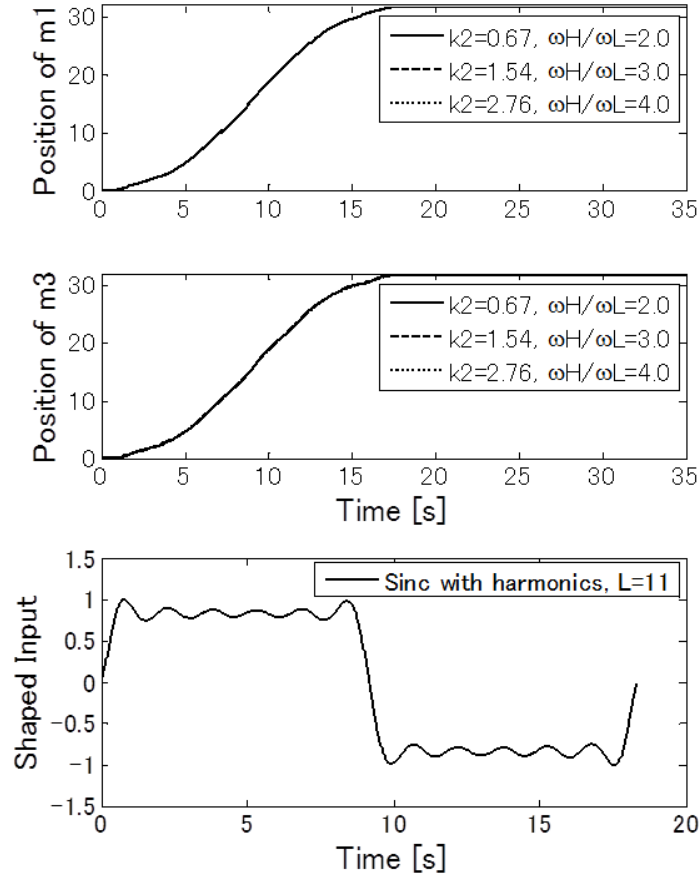 Position of m1
30
20
10
0
k2=0.67, ωH/ωL=2.0
k2=1.54, ωH/ωL=3.0
k2=2.76, ωH/ωL=4.0
0 5 10 15 20 25 30 35
Position of m3
30
20
10
0
k2=0.67, ωH/ωL=2.0
k2=1.54, ωH/ωL=3.0
k2=2.76, ωH/ωL=4.0
0 5 10 15 20 25 30 35
Time [s]
Shaped Input
1.5
1
0.5
0
-0.5
-1
-1.5
Sinc with harmonics, L=11
0 5 10 15 20
Time [s]